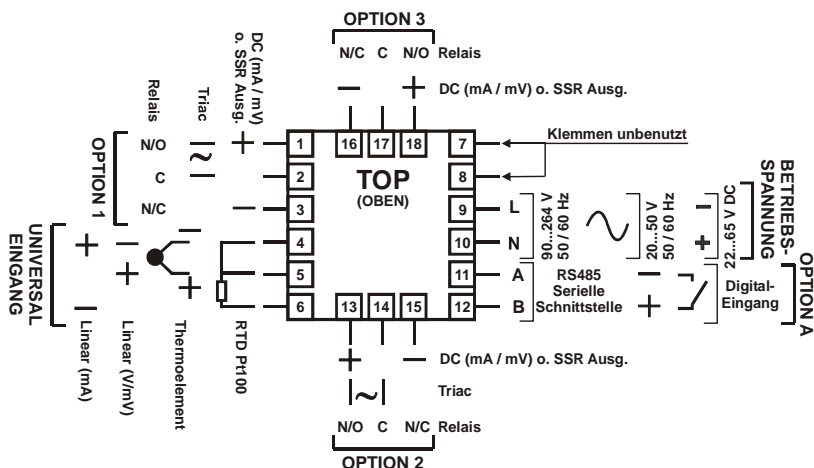 OPTION 3
N/C C N/O Relais
− + DC (mA / mV) o. SSR Ausg.
Relais
Triac
DC (mA / mV)
o. SSR Ausg.
OPTION 1
N/O − ~ +
C −
N/C −
1
2
3
4
5
6
16 17 18
TOP
(OBEN)
7
8
9
10
11
12
13 14 15
Klemmen unbenutzt
L
N
90...264 V
50 / 60 Hz
20...50 V
50 / 60 Hz
− +
22...65 V DC
BETRIEBS-
SPANNUNG
A
B
RS485
Serielle
Schnittstelle
− +
Digital-
Eingang
OPTION A
UNIVERSAL
EINGANG
+ −
− +
− +
Linear (mA)
Linear (V/mV)
Thermoelement
RTD Pt100
+ − DC (mA / mV) o. SSR Ausg.
~ Triac
N/O C N/C Relais
OPTION 2